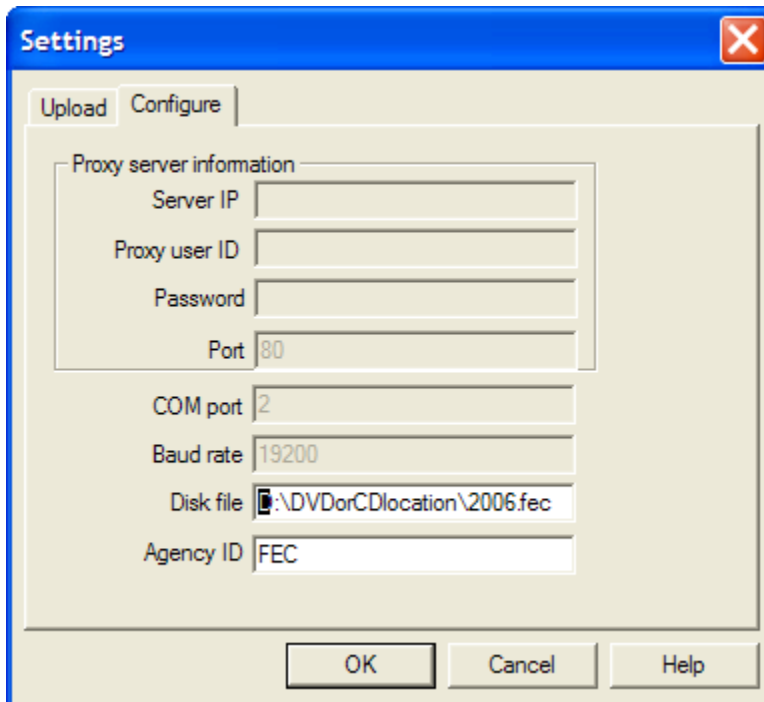 Settings
Upload Configure
Proxy server information
Server IP
Proxy user ID
Password
Port 80
COM port 2
Baud rate 19200
Disk file D:\DVDorCDlocation\2006.fec
Agency ID FEC
OK Cancel Help